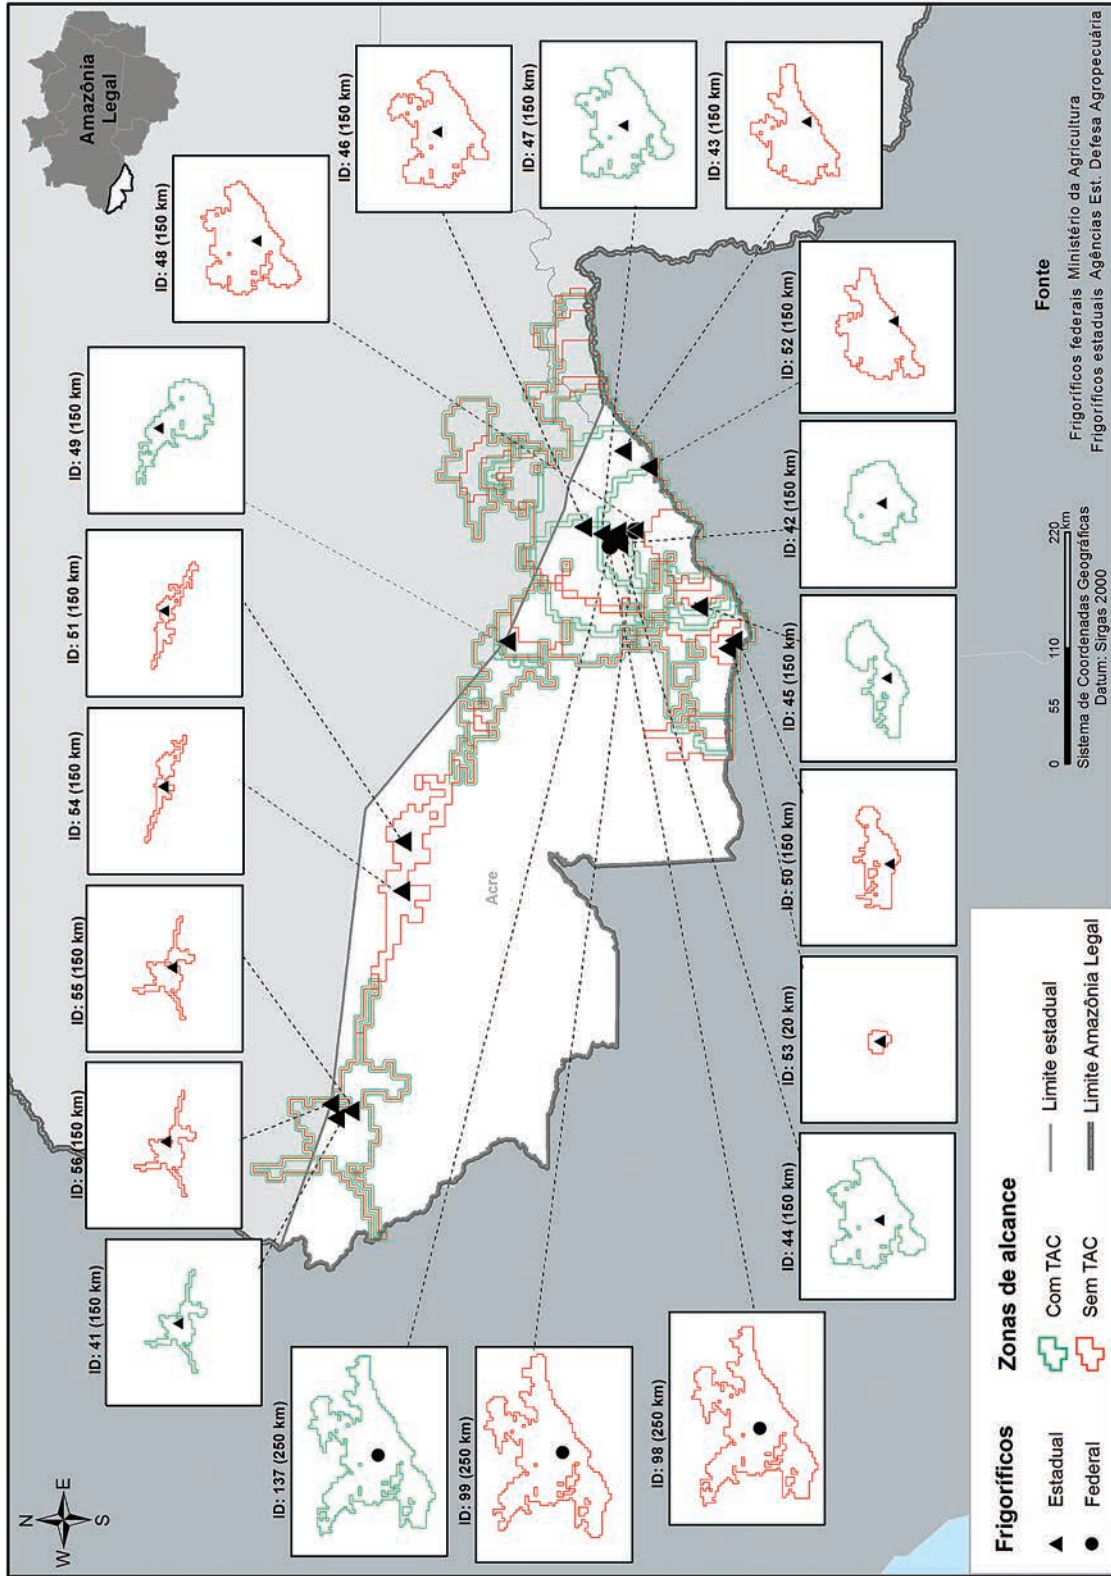 N
W E
S
Amazônia
Legal
ID: 41 (150 km)
ID: 56 (150 km)
ID: 55 (150 km)
ID: 54 (150 km)
ID: 51 (150 km)
ID: 49 (150 km)
ID: 48 (150 km)
ID: 46 (150 km)
ID: 47 (150 km)
ID: 43 (150 km)
ID: 137 (250 km)
ID: 99 (250 km)
ID: 98 (250 km)
Acre
ID: 44 (150 km)
ID: 53 (20 km)
ID: 50 (150 km)
ID: 45 (150 km)
ID: 42 (150 km)
ID: 52 (150 km)
Frigoríficos
Estadual
Federal
Zonas de alcance
Com TAC
Sem TAC
Limite estadual
Limite Amazônia Legal
0 55 110 220
km
Sistema de Coordenadas Geográficas
Datum: Sirgas 2000
Fonte
Frigoríficos federais Ministério da Agricultura
Frigoríficos estaduais Agências Est. Defesa Agropecuária